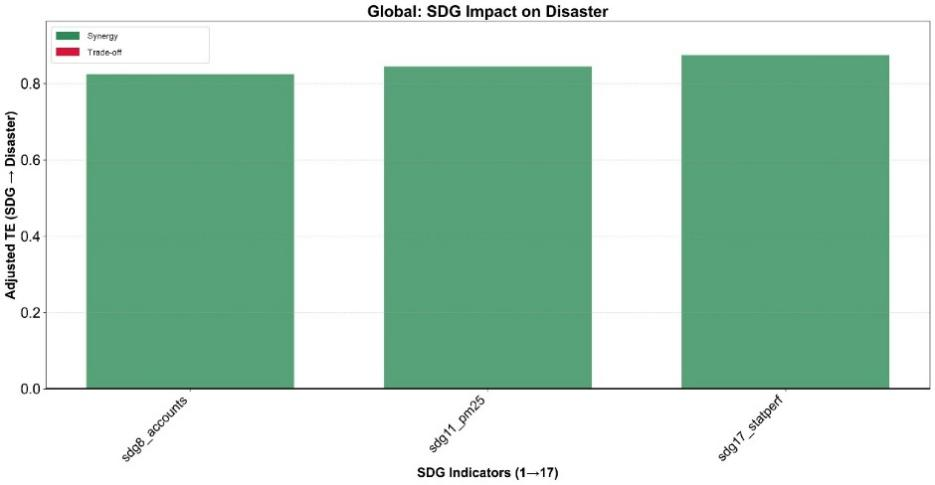 Global: SDG Impact on Disaster
Synergy
Trade-off
Adjusted TE (SDG → Disaster)
0.8
0.6
0.4
0.2
0.0
sdg8_accounts
sdg11_pm25
sdg17_statperf
SDG Indicators (1→17)